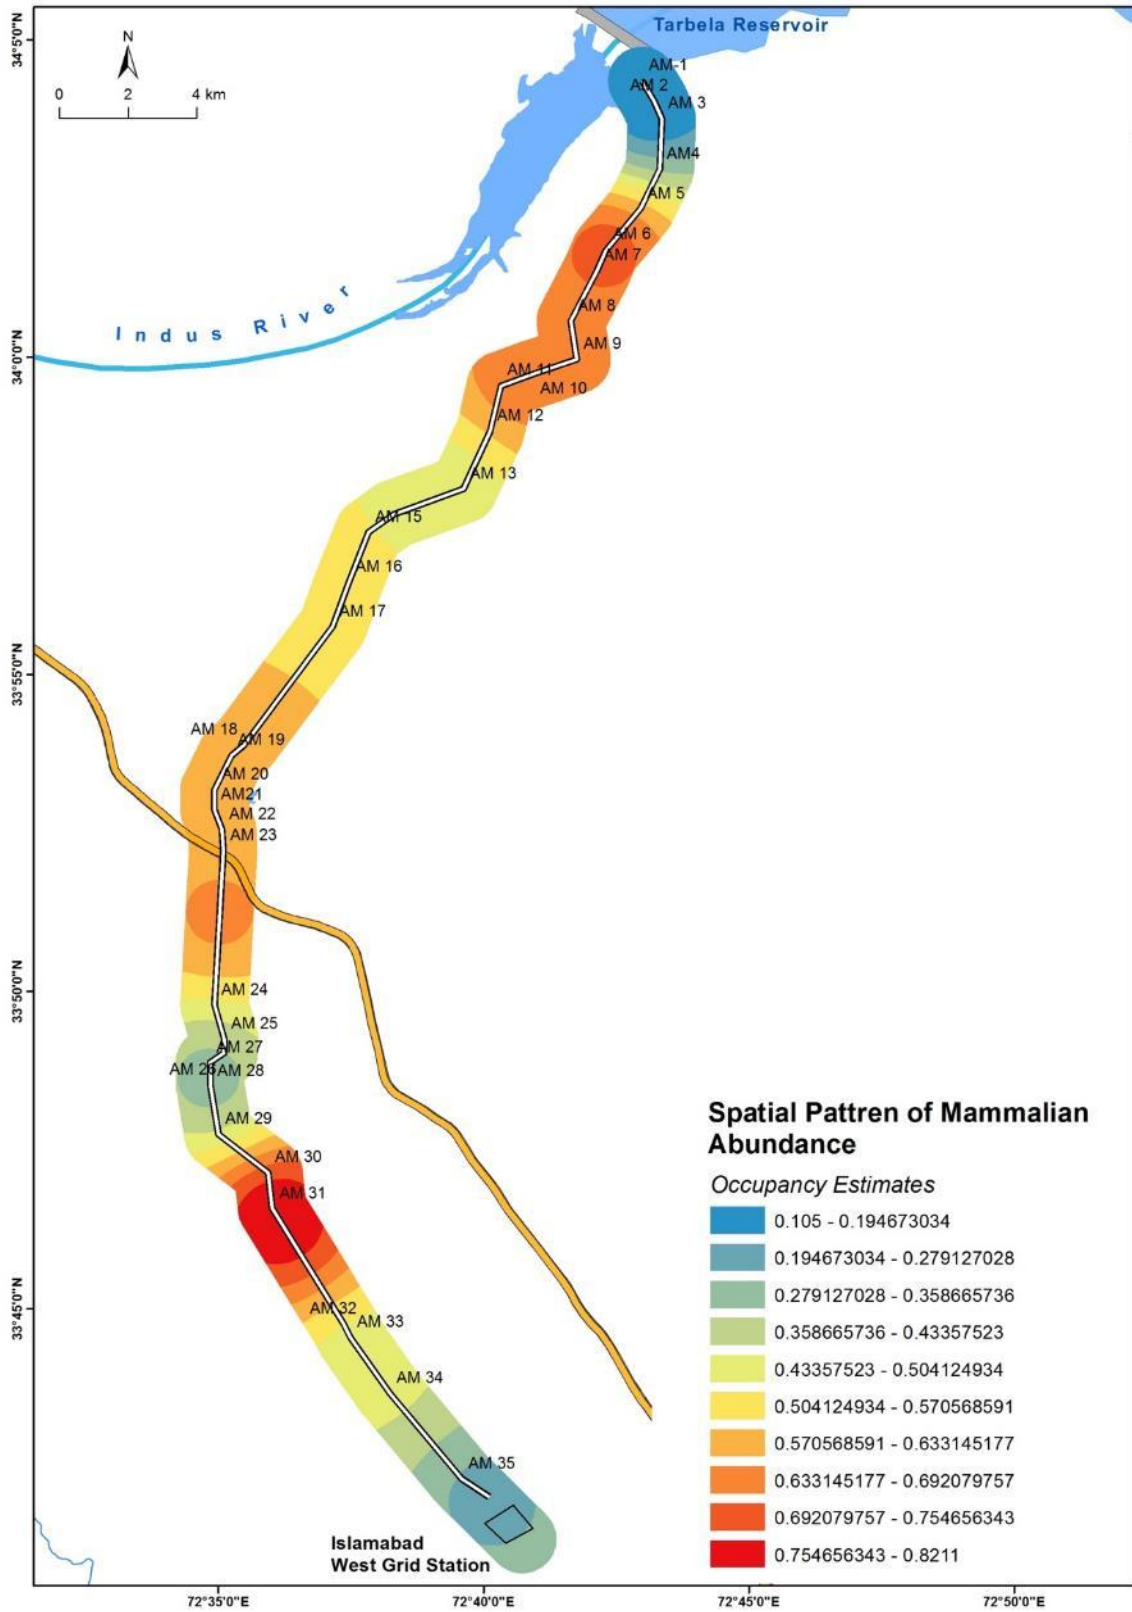 34°5'0"N
Tarbela Reservoir
N
0 2 4 km
AM-1
AM 2
AM 3
AM4
AM 5
AM 6
AM 7
AM 8
Indus River
AM 9
34°0'0"N
AM 11
AM 10
AM 12
AM 13
AM 15
AM 16
AM 17
33°55'0"N
AM 18
AM 19
AM 20
AM21
AM 22
AM 23
33°50'0"N
AM 24
AM 25
AM 27
AM 26
AM 28
AM 29
AM 30
AM 31
33°45'0"N
AM 32
AM 33
AM 34
AM 35
Islamabad
West Grid Station
Spatial Pattren of Mammalian
Abundance
Occupancy Estimates
0.105 - 0.194673034
0.194673034 - 0.279127028
0.279127028 - 0.358665736
0.358665736 - 0.43357523
0.43357523 - 0.504124934
0.504124934 - 0.570568591
0.570568591 - 0.633145177
0.633145177 - 0.692079757
0.692079757 - 0.754656343
0.754656343 - 0.8211
72°35'0"E 72°40'0"E 72°45'0"E 72°50'0"E